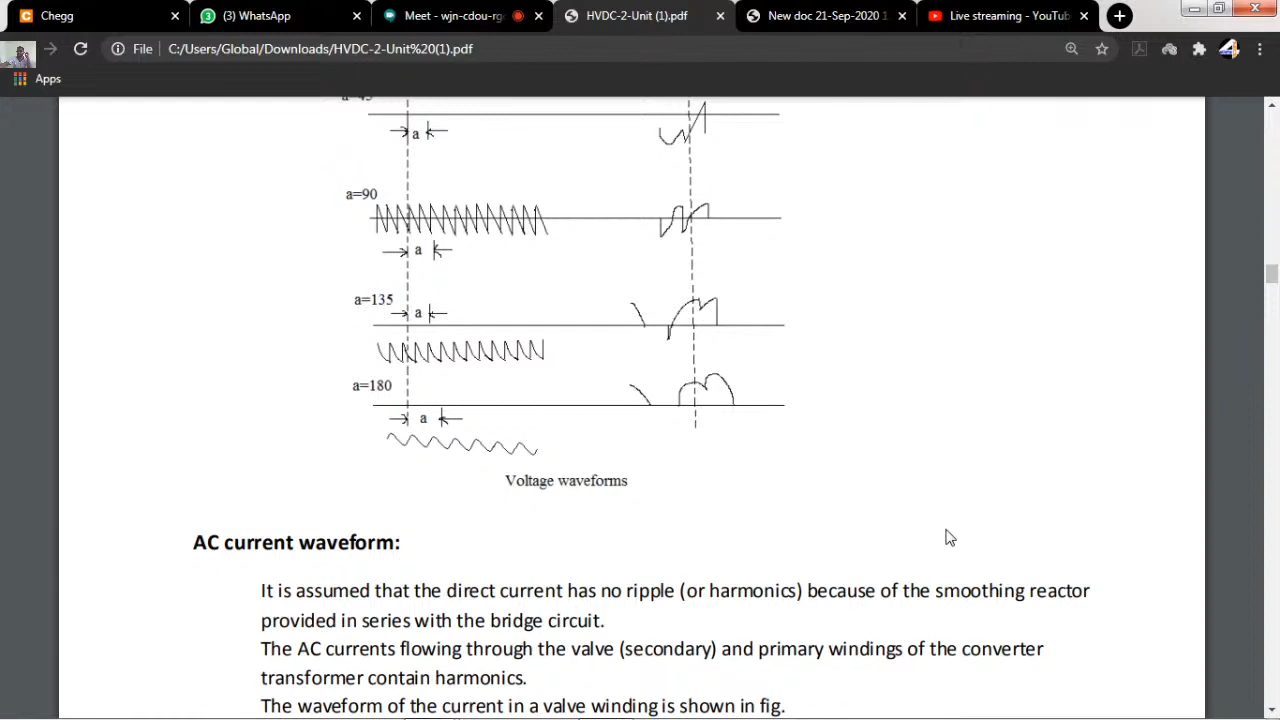 Chegg
(3) WhatsApp
Meet - wjn-cdou-rg
HVDC-2-Unit (1).pdf
New doc 21-Sep-2020 1
Live streaming - YouTub
File
C:/Users/Global/Downloads/HVDC-2-Unit%20(1).pdf
Apps
a
a=90
a
a=135
a
a=180
a
Voltage waveforms
AC current waveform:
It is assumed that the direct current has no ripple (or harmonics) because of the smoothing reactor
provided in series with the bridge circuit.
The AC currents flowing through the valve (secondary) and primary windings of the converter
transformer contain harmonics.
The waveform of the current in a valve winding is shown in fig.